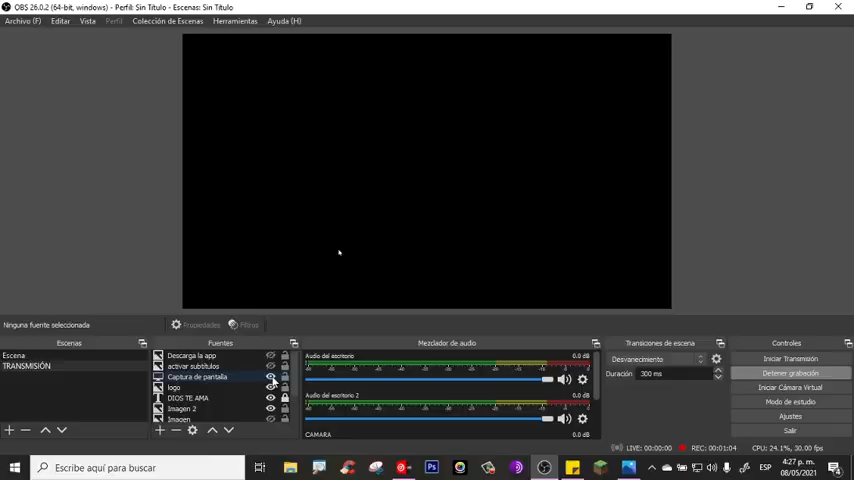 OBS 26.0.2 (64-bit, windows) - Perfil: Sin Título - Escenas: Sin Título
Archivo (F) Editar Vista Perfil Colección de Escenas Herramientas Ayuda (H)
Ninguna fuente seleccionada Propiedades Filtros
Escenas Fuentes Mezclador de audio Transiciones de escena Controles
Escena
TRANSMISIÓN
Descarga la app
activar subtítulos
Captura de pantalla
logo
DIOS TE AMA
Imagen 2
Imagen
Audio del escritorio 0.0 dB
Audio del escritorio 2 0.0 dB
CAMARA
Desvanecimiento
Duración 300 ms
Iniciar Transmisión
Detener grabación
Iniciar Cámara Virtual
Modo de estudio
Ajustes
Salir
LIVE: 00:00:00 REC: 00:01:04 CPU: 24.1%, 30.00 fps
Escribe aquí para buscar
ESP
4:27 p. m.
08/05/2021
4